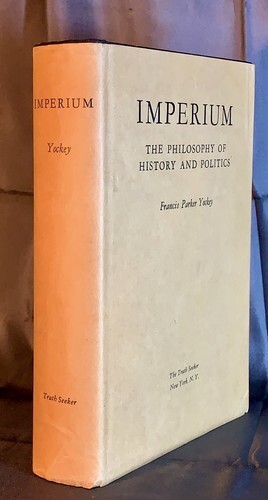 IMPERIUM
Yockey
Truth Seeker
IMPERIUM
THE PHILOSOPHY OF
HISTORY AND POLITICS
Francis Parker Yockey
The Truth Seeker
New York, N. Y.